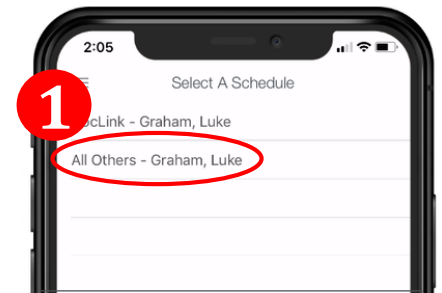 2:05
Select A Schedule
1
ocLink - Graham, Luke
All Others - Graham, Luke